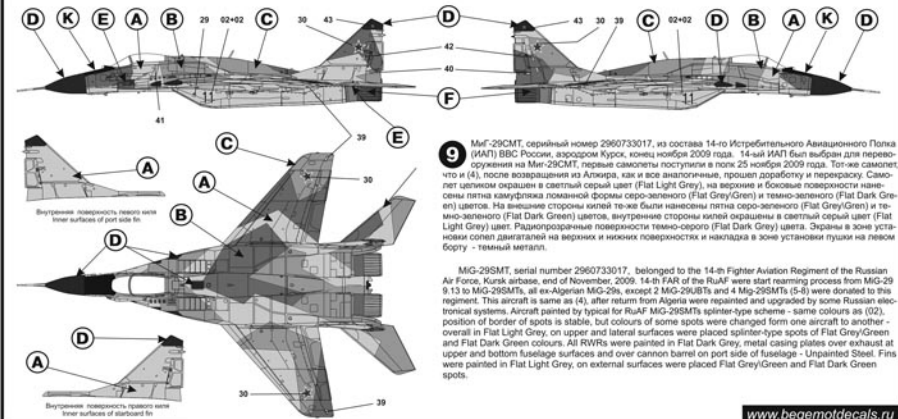 D K E A B 29 02+02 C 30 43 D 43 30 39 C 02+02 D B A K D
42
40
F
11
11
41
39
E
C
A
30
Внутренняя поверхность левого киля
Inner surfaces of port side fin
A
B
D
D
A
Внутренняя поверхность правого киля
Inner surfaces of starboard fin
30
39
9
МиГ-29СМТ, серийный номер 2960733017, из состава 14-го Истребительного Авиационного Полка
(ИАП) ВВС России, аэродром Курск, конец ноября 2009 года. 14-ый ИАП был выбран для перево-
оружения на Миг-29СМТ, первые самолеты поступили в полк 25 ноября 2009 года. Тот-же самолет,
что и (4), после возвращения из Алжира, как и все аналогичные, прошел доработку и перекраску. Само-
лет целиком окрашен в светлый серый цвет (Flat Light Grey), на верхние и боковые поверхности нане-
сены пятна камуфляжа ломанной формы серо-зеленого (Flat Grey\Gren) и темно-зеленого (Flat Dark Gre-
en) цветов. На внешние стороны килей те-же были нанесены пятна серо-зеленого (Flat Grey\Gren) и те-
мно-зеленого (Flat Dark Green) цветов, внутренние стороны килей окрашены в светлый серый цвет (Flat
Light Grey) цвет. Радиопрозрачные поверхности темно-серого (Flat Dark Grey) цвета. Экраны в зоне уста-
новки сопел двигаталей на верхних и нижних поверхностях и накладка в зоне установки пушки на левом
борту - темный металл.
MiG-29SMT, serial number 2960733017, belonged to the 14-th Fighter Aviation Regiment of the Russian
Air Force, Kursk airbase, end of November, 2009. 14-th FAR of the RuAF were start rearming process from MiG-29
9.13 to MiG-29SMTs, all ex-Algerian MiG-29s, except 2 MiG-29UBTs and 4 Mig-29SMTs (5-8) were donated to this
regiment. This aircraft is same as (4), after return from Algeria were repainted and upgraded by some Russian elec-
tronical systems. Aircraft painted by typical for RuAF MiG-29SMTs splinter-type scheme - same colours as (02),
position of border of spots is stable, but colours of some spots were changed form one aircraft to another -
overall in Flat Light Grey, on upper and lateral surfaces were placed splinter-type spots of Flat Grey\Green
and Flat Dark Green colours. All RWRs were painted in Flat Dark Grey, metal casing plates over exhaust at
upper and bottom fuselage surfaces and over cannon barrel on port side of fuselage - Unpainted Steel. Fins
were painted in Flat Light Grey, on external surfaces were placed Flat Grey\Green and Flat Dark Green
spots.
www.begemotdecals.ru